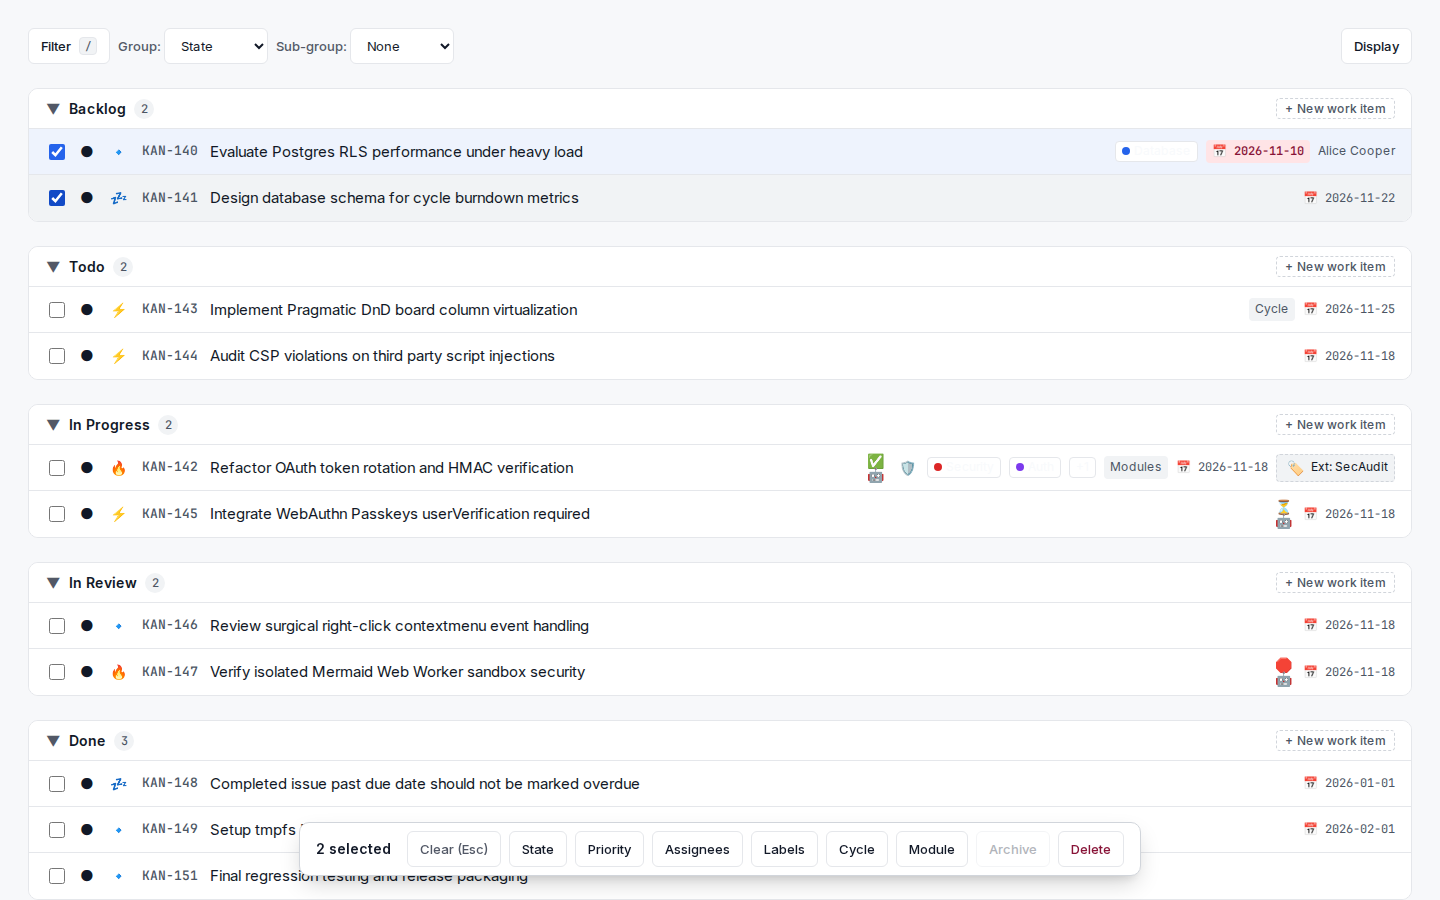 Filter / Group: State Sub-group: None Display
▼ Backlog 2 + New work item
KAN-140 Evaluate Postgres RLS performance under heavy load 2026-11-10 Alice Cooper
KAN-141 Design database schema for cycle burndown metrics 2026-11-22
▼ Todo 2 + New work item
KAN-143 Implement Pragmatic DnD board column virtualization Cycle 2026-11-25
KAN-144 Audit CSP violations on third party script injections 2026-11-18
▼ In Progress 2 + New work item
KAN-142 Refactor OAuth token rotation and HMAC verification Modules 2026-11-18 Ext: SecAudit
KAN-145 Integrate WebAuthn Passkeys userVerification required 2026-11-18
▼ In Review 2 + New work item
KAN-146 Review surgical right-click contextmenu event handling 2026-11-18
KAN-147 Verify isolated Mermaid Web Worker sandbox security 2026-11-18
▼ Done 3 + New work item
KAN-148 Completed issue past due date should not be marked overdue 2026-01-01
KAN-149 Setup tmpfs 2026-02-01
2 selected Clear (Esc) State Priority Assignees Labels Cycle Module Archive Delete
KAN-151 Final regression testing and release packaging